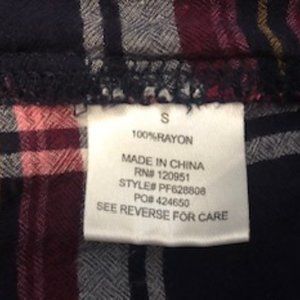 S
100%RAYON
MADE IN CHINA
RN# 120951
STYLE# PF628808
PO# 424650
SEE REVERSE FOR CARE